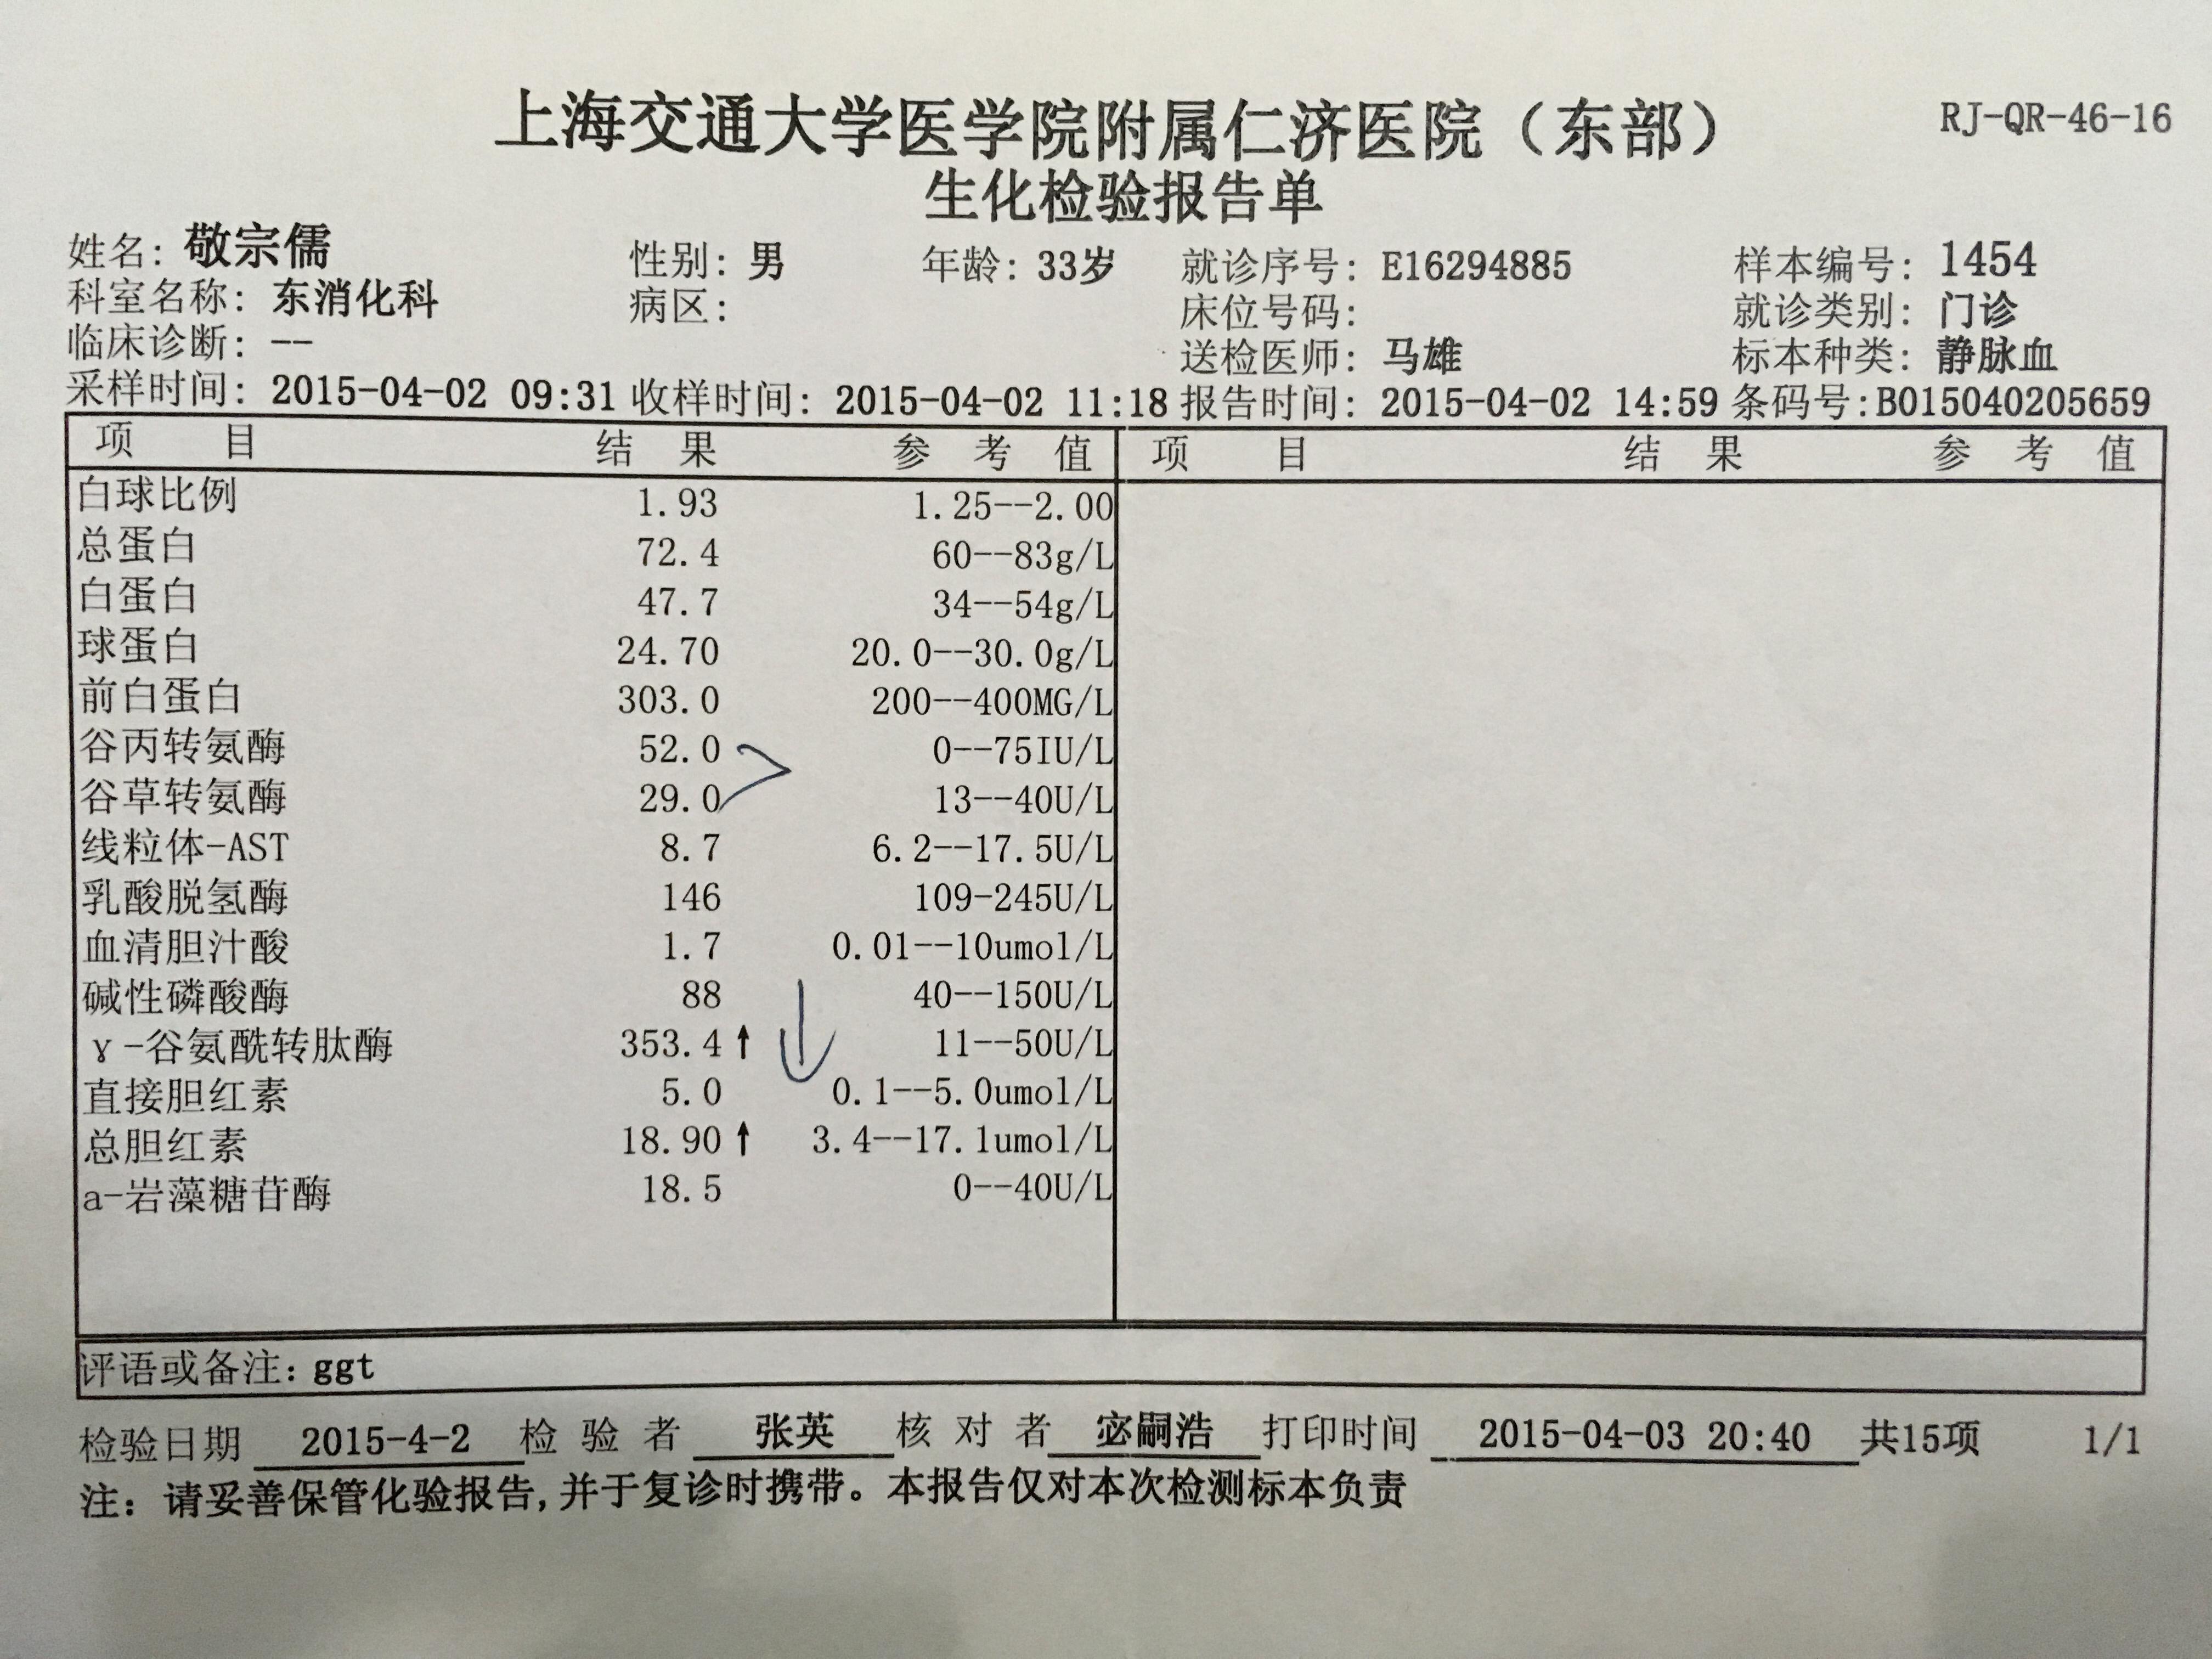 上海交通大学医学院附属仁济医院（东部） RJ-QR-46-16
生化检验报告单
姓名: 敬宗儒 性别: 男 年龄: 33岁 就诊序号: E16294885 样本编号: 1454
科室名称: 东消化科 病区: 床位号码: 就诊类别: 门诊
临床诊断: -- 送检医师: 马雄 标本种类: 静脉血
采样时间: 2015-04-02 09:31 收样时间: 2015-04-02 11:18 报告时间: 2015-04-02 14:59 条码号:B015040205659
项 目 结 果 参 考 值 项 目 结 果 参 考 值
白球比例 1.93 1.25--2.00
总蛋白 72.4 60--83g/L
白蛋白 47.7 34--54g/L
球蛋白 24.70 20.0--30.0g/L
前白蛋白 303.0 200--400MG/L
谷丙转氨酶 52.0 0--75IU/L
谷草转氨酶 29.0 13--40U/L
线粒体-AST 8.7 6.2--17.5U/L
乳酸脱氢酶 146 109-245U/L
血清胆汁酸 1.7 0.01--10umol/L
碱性磷酸酶 88 40--150U/L
γ-谷氨酰转肽酶 353.4↑ 11--50U/L
直接胆红素 5.0 0.1--5.0umol/L
总胆红素 18.90↑ 3.4--17.1umol/L
a-岩藻糖苷酶 18.5 0--40U/L
评语或备注: ggt
检验日期 2015-4-2 检 验 者 张英 核 对 者 宓嗣浩 打印时间 2015-04-03 20:40 共15项 1/1
注: 请妥善保管化验报告,并于复诊时携带。本报告仅对本次检测标本负责